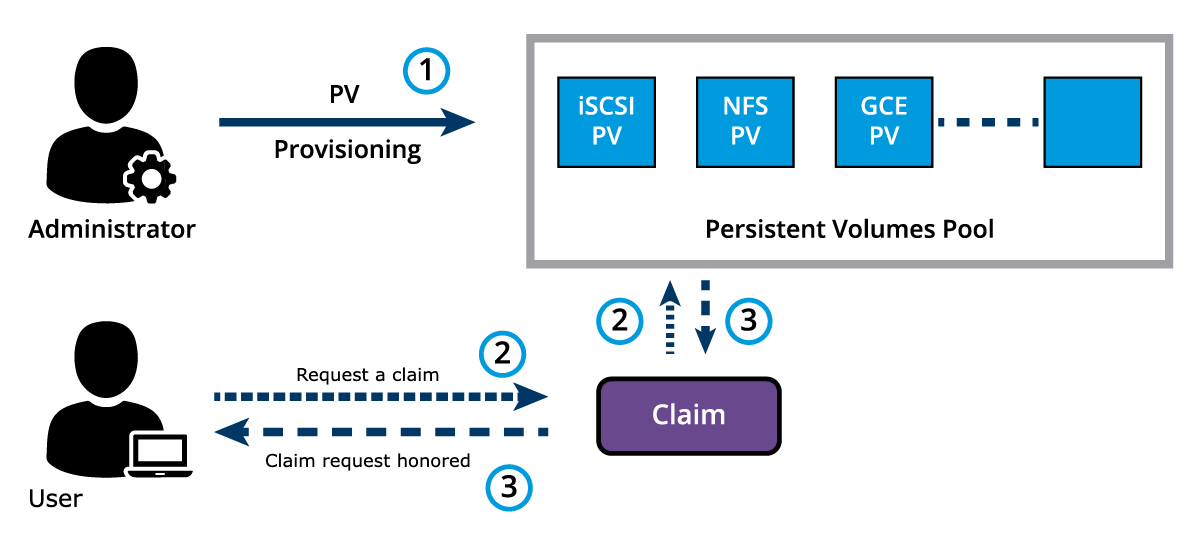 1
PV
Provisioning
Administrator
iSCSI
PV
NFS
PV
GCE
PV
Persistent Volumes Pool
2
3
2
Request a claim
Claim request honored
3
User
Claim